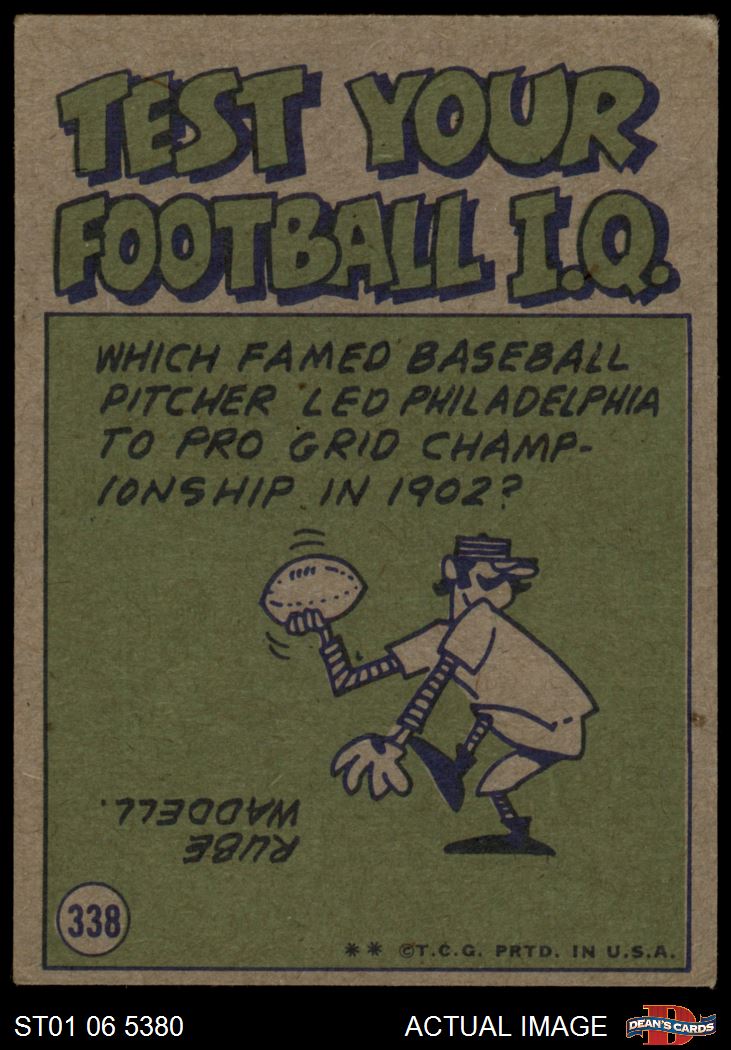 TEST YOUR
FOOTBALL I.Q.
WHICH FAMED BASEBALL
PITCHER LED PHILADELPHIA
TO PRO GRID CHAMP-
IONSHIP IN 1902?
RUBE
WADDELL.
338
** ©T.C.G. PRTD. IN U.S.A.
ST01 06 5380
ACTUAL IMAGE
D
DEAN'S CARDS